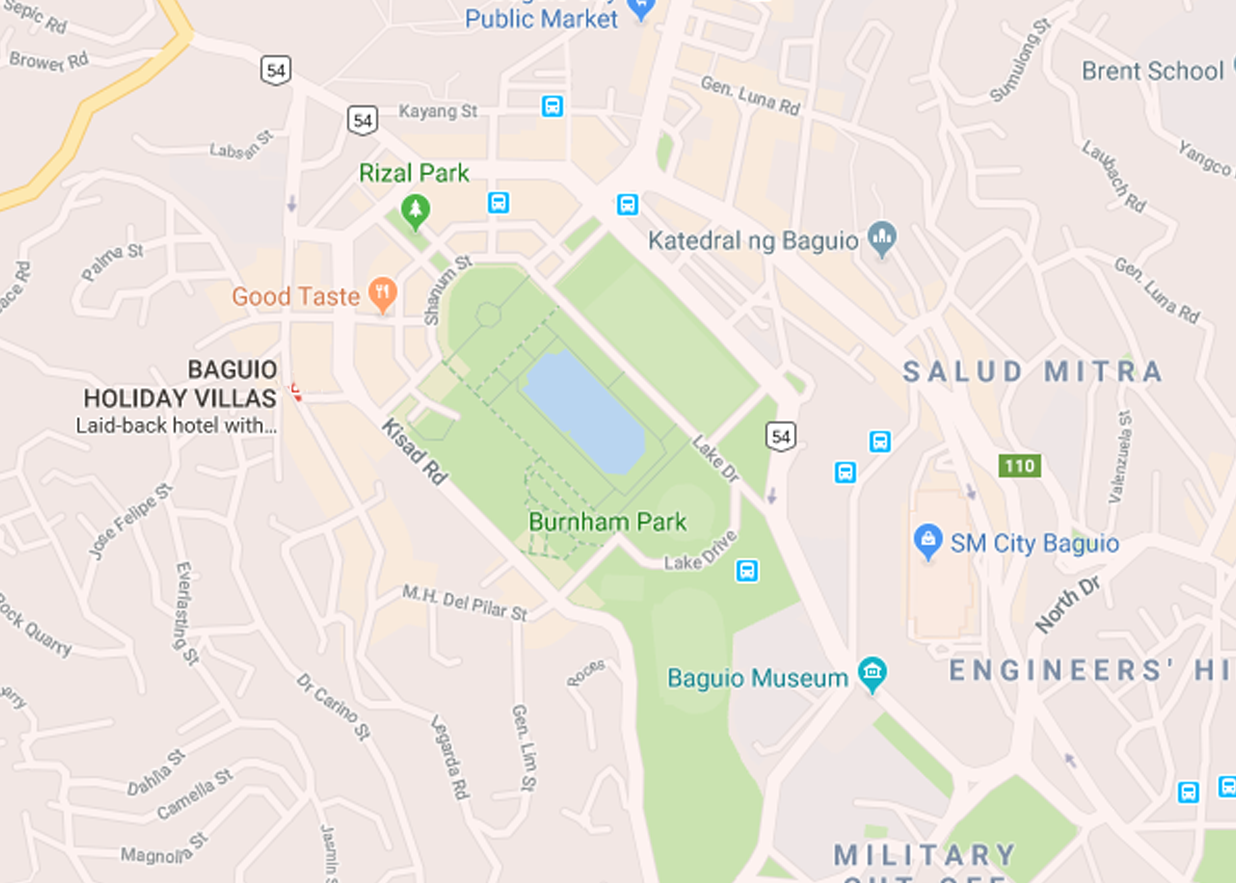 Public Market
Sepic Rd
Brower Rd
54
54
Kayang St
Gen. Luna Rd
Sumulong St
Brent School
Labsan St
Rizal Park
Laubach Rd
Yangco
Katedral ng Baguio
Palma St
Shanum St
Good Taste
Gen. Luna Rd
BAGUIO
HOLIDAY VILLAS
Laid-back hotel with...
SALUD MITRA
Kisad Rd
Lake Dr
54
110
Valenzuela St
Jose Felipe St
Burnham Park
Lake Drive
SM City Baguio
M.H. Del Pilar St
Everlasting St
North Dr
Rock Quarry
Roces
Baguio Museum
ENGINEERS' HI
Dr Carino St
Legarda Rd
Gen. Lim St
Dahlia St
Camella St
Magnolia St
Jasmin S
MILITARY
CUT OFF